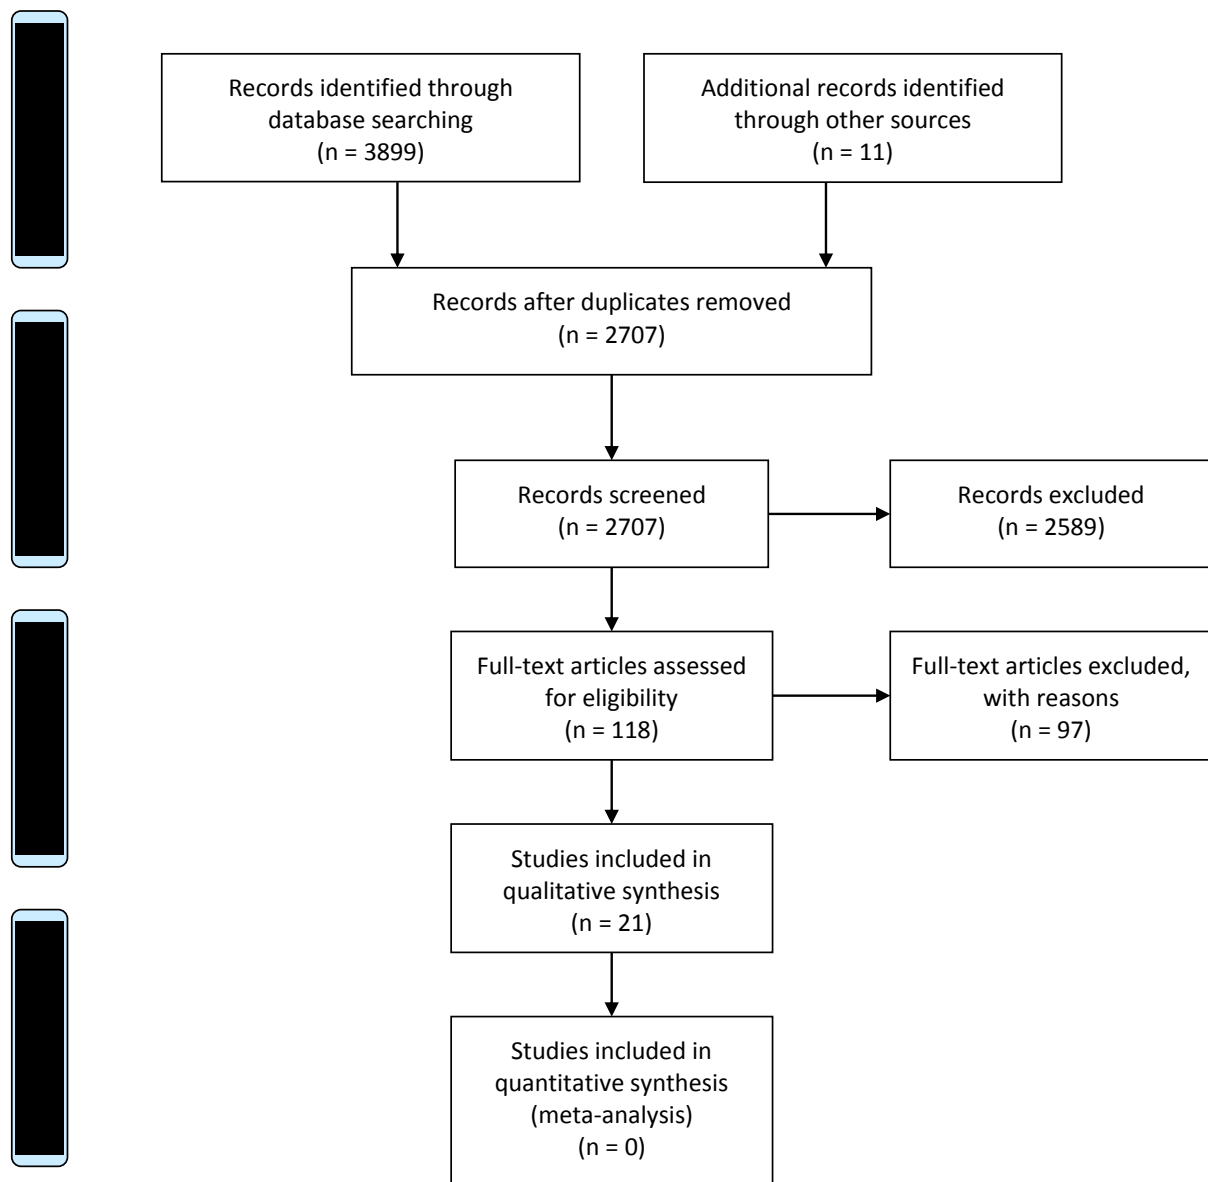 Records identified through
database searching
(n = 3899)
Additional records identified
through other sources
(n = 11)
Records after duplicates removed
(n = 2707)
Records screened
(n = 2707)
Records excluded
(n = 2589)
Full-text articles assessed
for eligibility
(n = 118)
Full-text articles excluded,
with reasons
(n = 97)
Studies included in
qualitative synthesis
(n = 21)
Studies included in
quantitative synthesis
(meta-analysis)
(n = 0)